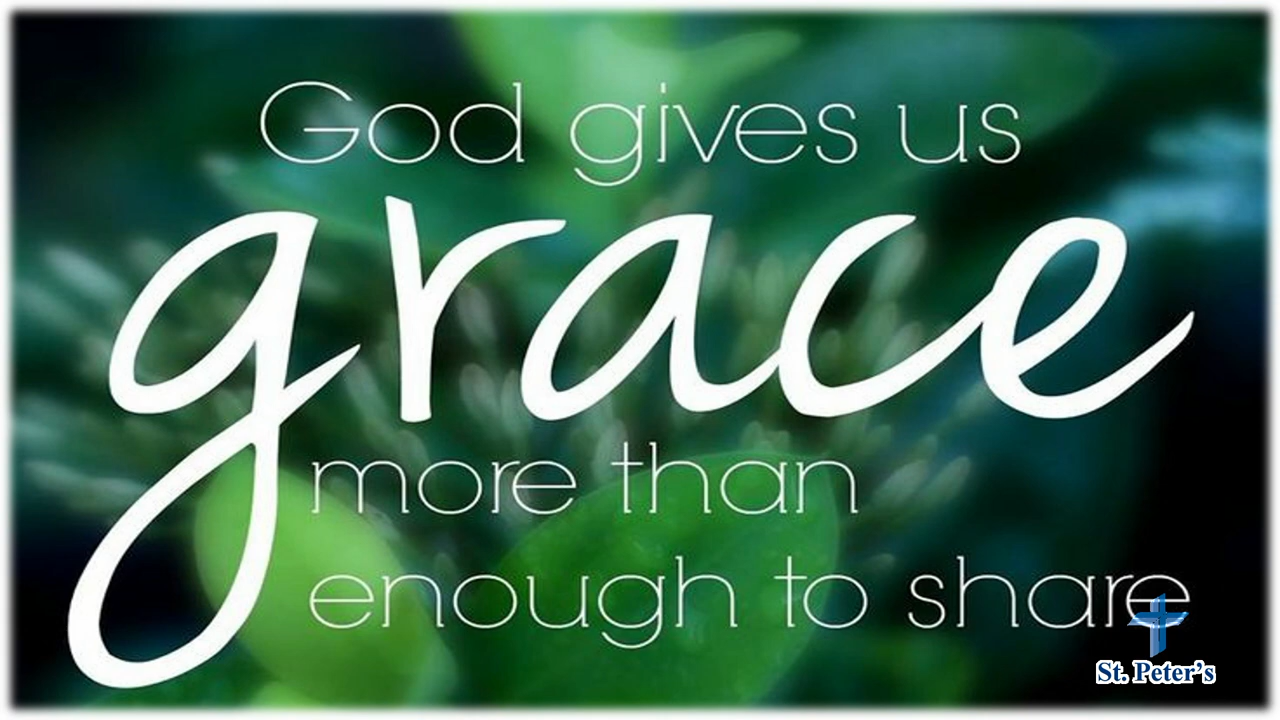 God gives us
grace
more than
enough to share
St. Peter's